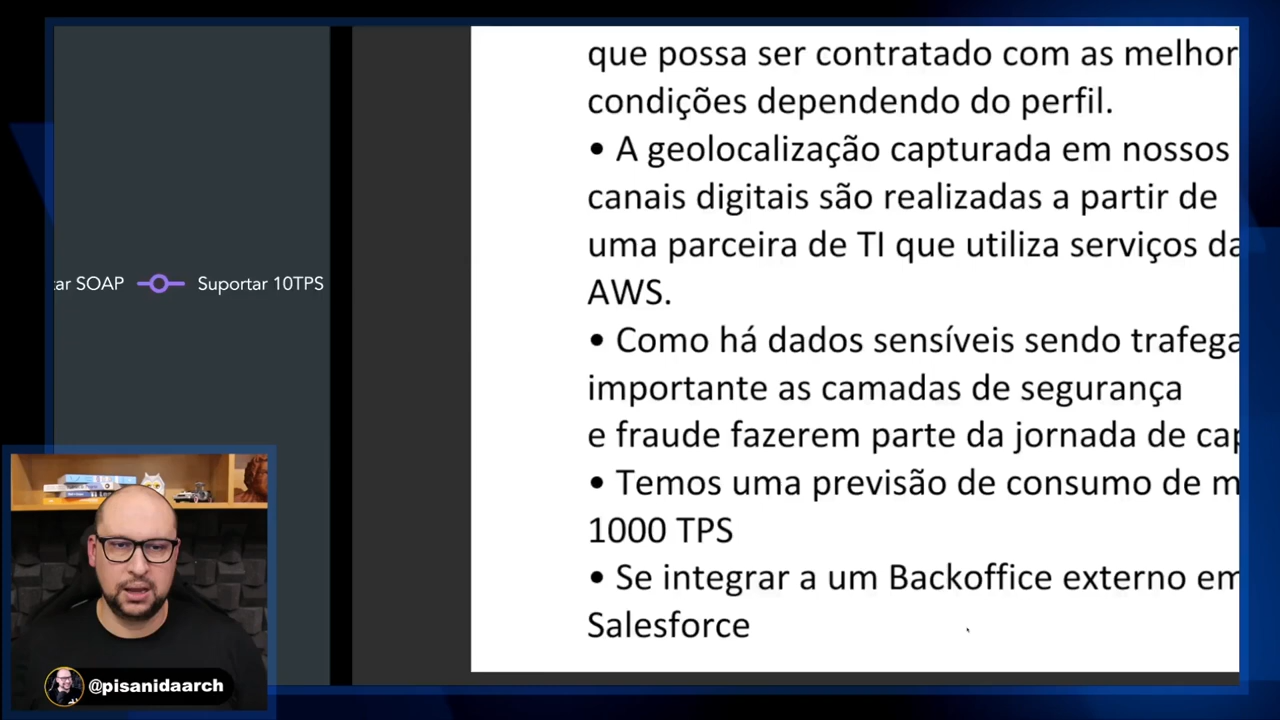 que possa ser contratado com as melhor
condições dependendo do perfil.
• A geolocalização capturada em nossos
canais digitais são realizadas a partir de
uma parceira de TI que utiliza serviços da
AWS.
• Como há dados sensíveis sendo trafega
importante as camadas de segurança
e fraude fazerem parte da jornada de cap
• Temos uma previsão de consumo de m
1000 TPS
• Se integrar a um Backoffice externo em
Salesforce
ar SOAP
Suportar 10TPS
@pisanidaarch